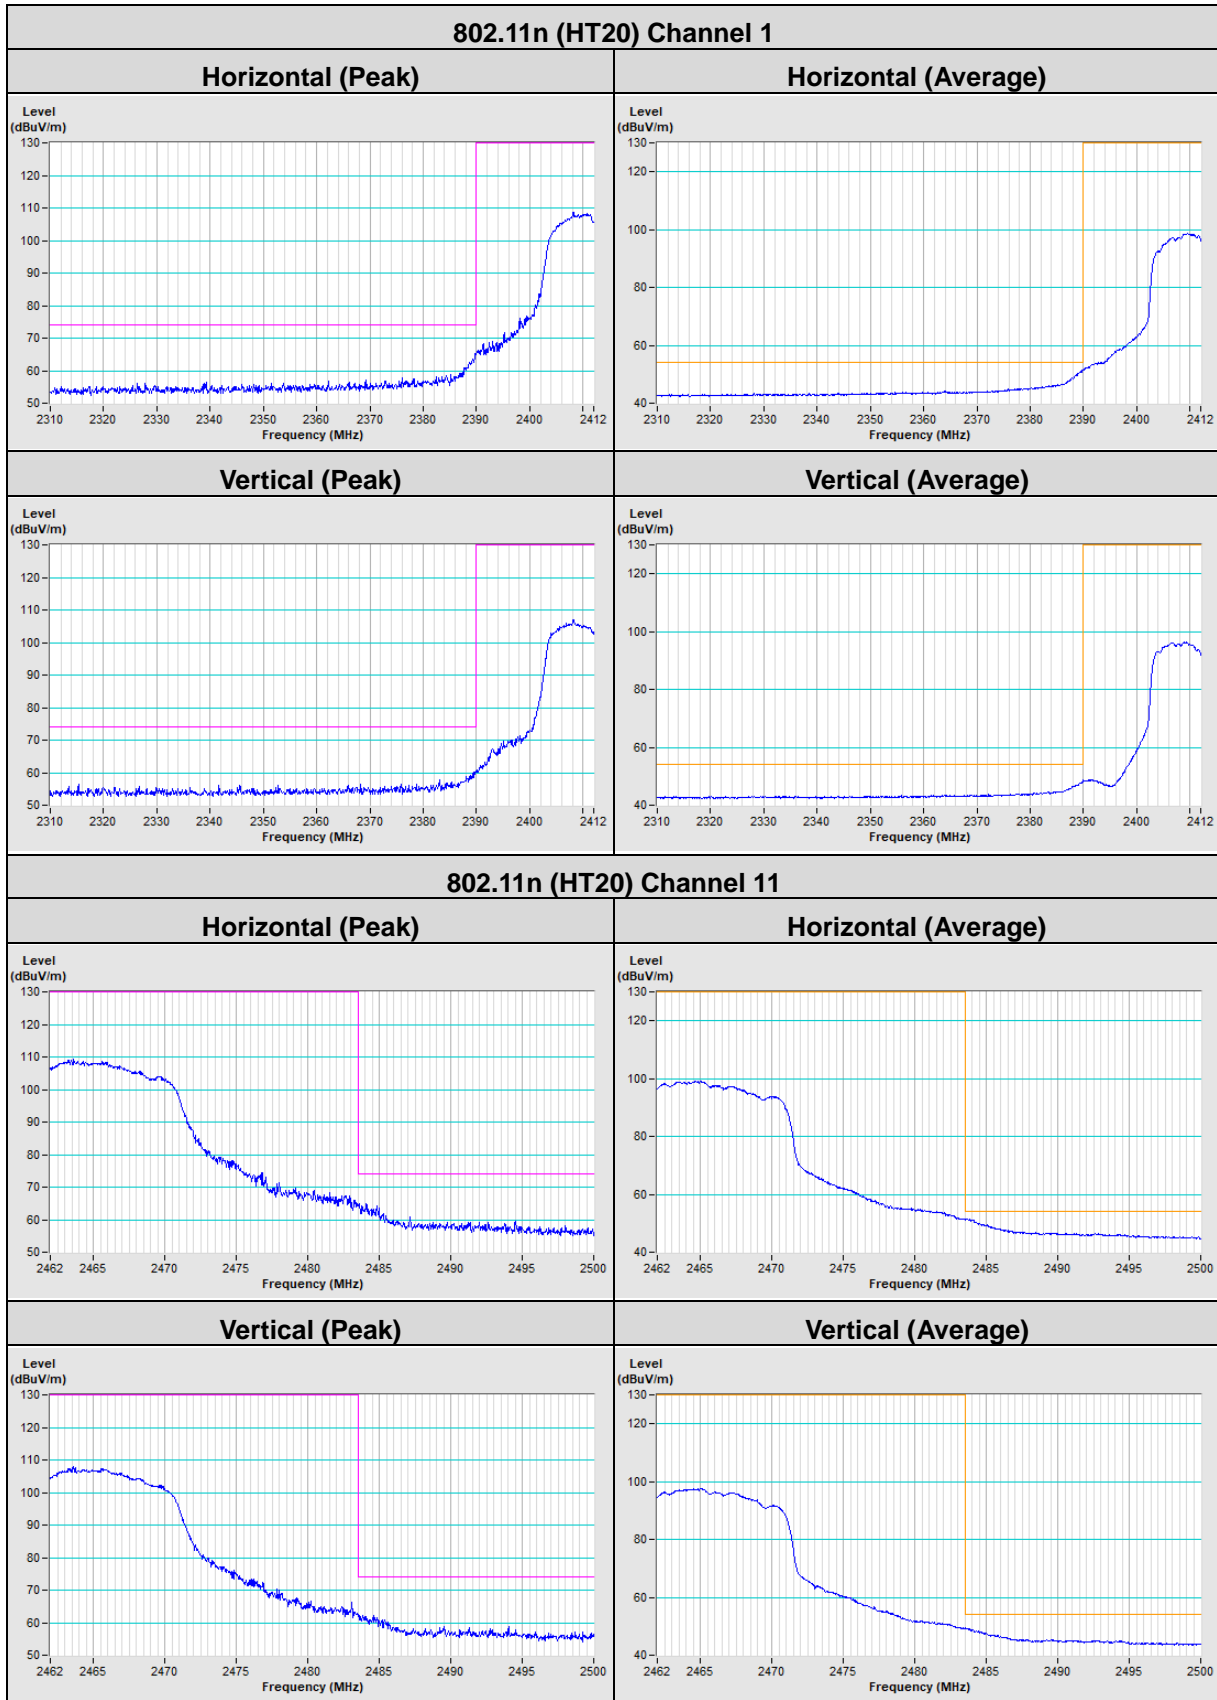 802.11n (HT20) Channel 1
Horizontal (Peak)
Horizontal (Average)
Level
(dBuV/m)
130
120
110
100
90
80
70
60
50
2310 2320 2330 2340 2350 2360 2370 2380 2390 2400 2412
Frequency (MHz)
Level
(dBuV/m)
130
120
100
80
60
40
2310 2320 2330 2340 2350 2360 2370 2380 2390 2400 2412
Frequency (MHz)
Vertical (Peak)
Vertical (Average)
Level
(dBuV/m)
130
120
110
100
90
80
70
60
50
2310 2320 2330 2340 2350 2360 2370 2380 2390 2400 2412
Frequency (MHz)
Level
(dBuV/m)
130
120
100
80
60
40
2310 2320 2330 2340 2350 2360 2370 2380 2390 2400 2412
Frequency (MHz)
802.11n (HT20) Channel 11
Horizontal (Peak)
Horizontal (Average)
Level
(dBuV/m)
130
120
110
100
90
80
70
60
50
2462 2465 2470 2475 2480 2485 2490 2495 2500
Frequency (MHz)
Level
(dBuV/m)
130
120
100
80
60
40
2462 2465 2470 2475 2480 2485 2490 2495 2500
Frequency (MHz)
Vertical (Peak)
Vertical (Average)
Level
(dBuV/m)
130
120
110
100
90
80
70
60
50
2462 2465 2470 2475 2480 2485 2490 2495 2500
Frequency (MHz)
Level
(dBuV/m)
130
120
100
80
60
40
2462 2465 2470 2475 2480 2485 2490 2495 2500
Frequency (MHz)